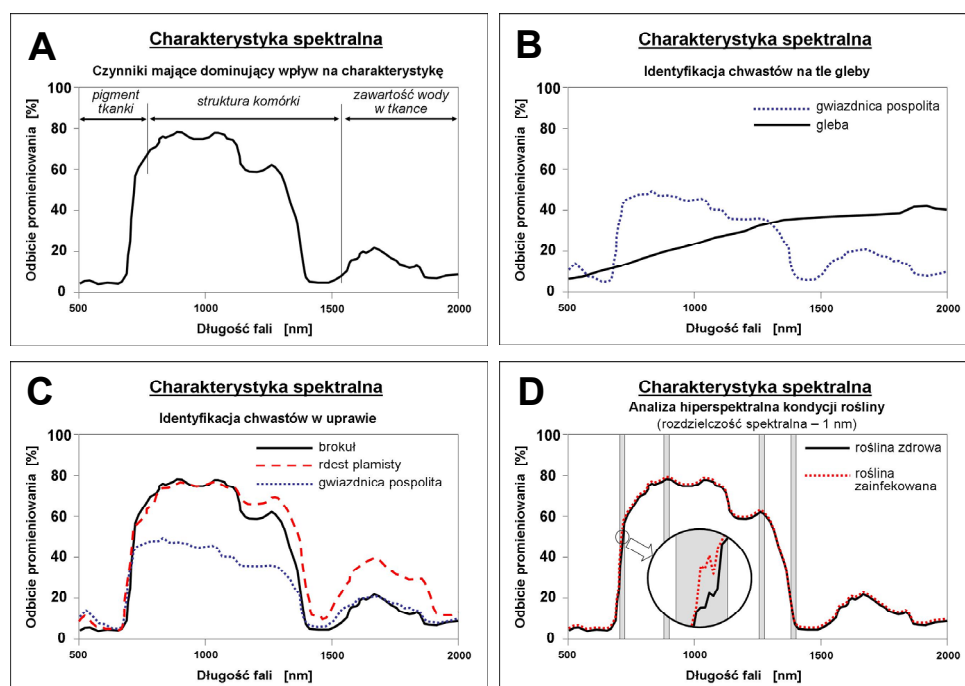 A
Charakterystyka spektralna
Czynniki mające dominujący wpływ na charakterystykę
pigment tkanki
struktura komórki
zawartość wody w tkance
Odbicie promieniowania [%]
100
80
60
40
20
0
500
1000
1500
2000
Długość fali [nm]
B
Charakterystyka spektralna
Identyfikacja chwastów na tle gleby
gwiazdnica pospolita
gleba
Odbicie promieniowania [%]
100
80
60
40
20
0
500
1000
1500
2000
Długość fali [nm]
C
Charakterystyka spektralna
Identyfikacja chwastów w uprawie
brokuł
rdest plamisty
gwiazdnica pospolita
Odbicie promieniowania [%]
100
80
60
40
20
0
500
1000
1500
2000
Długość fali [nm]
D
Charakterystyka spektralna
Analiza hiperspektralna kondycji rośliny
(rozdzielczość spektralna – 1 nm)
roślina zdrowa
roślina
zainfekowana
Odbicie promieniowania [%]
100
80
60
40
20
0
500
1000
1500
2000
Długość fali [nm]